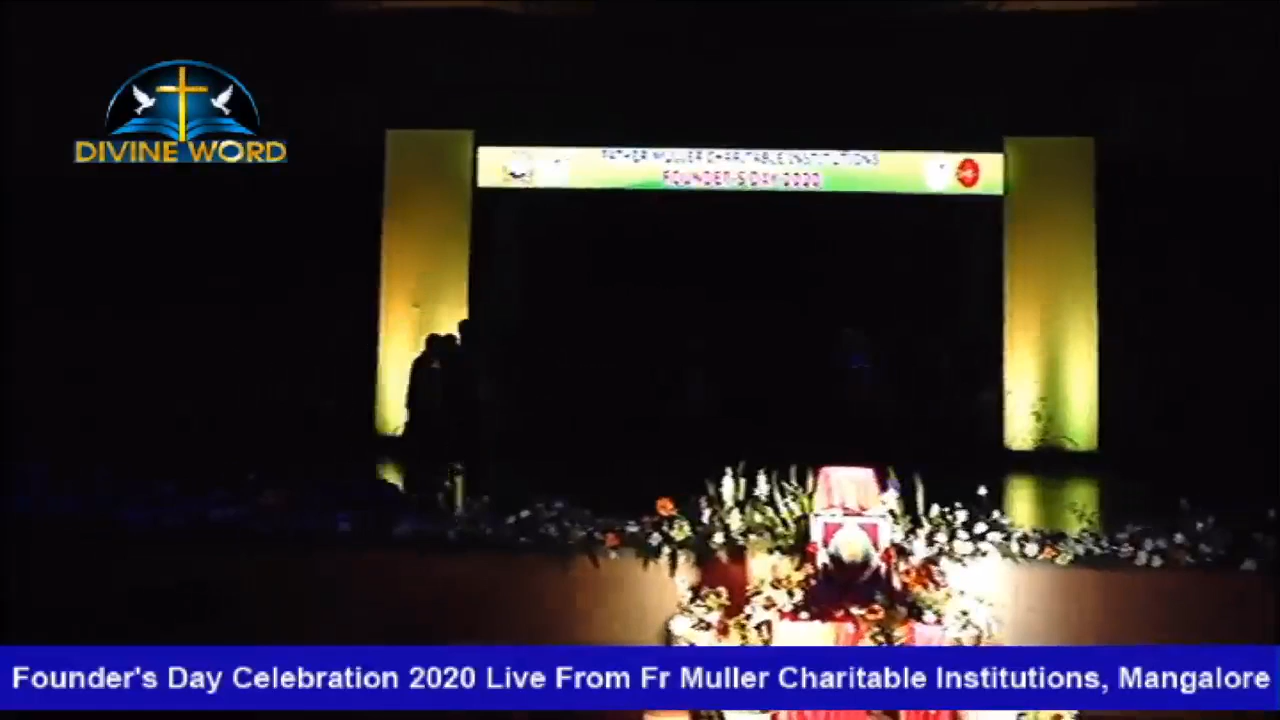 DIVINE WORD
FATHER MULLER CHARITABLE INSTITUTIONS
FOUNDER'S DAY 2020
Founder's Day Celebration 2020 Live From Fr Muller Charitable Institutions, Mangalore